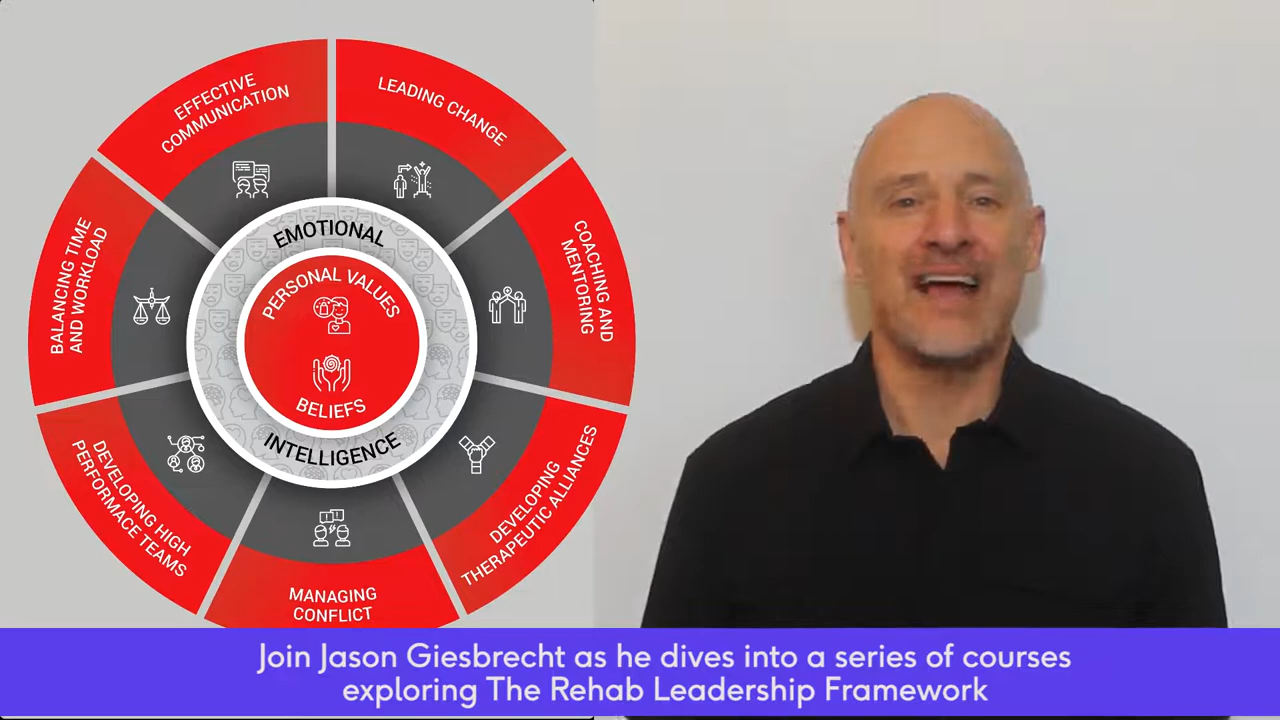 EFFECTIVE
COMMUNICATION
LEADING CHANGE
COACHING AND
MENTORING
DEVELOPING
THERAPEUTIC ALLIANCES
MANAGING
CONFLICT
DEVELOPING HIGH
PERFORMACE TEAMS
BALANCING TIME
AND WORKLOAD
EMOTIONAL
INTELLIGENCE
PERSONAL VALUES
BELIEFS
Join Jason Giesbrecht as he dives into a series of courses
exploring The Rehab Leadership Framework